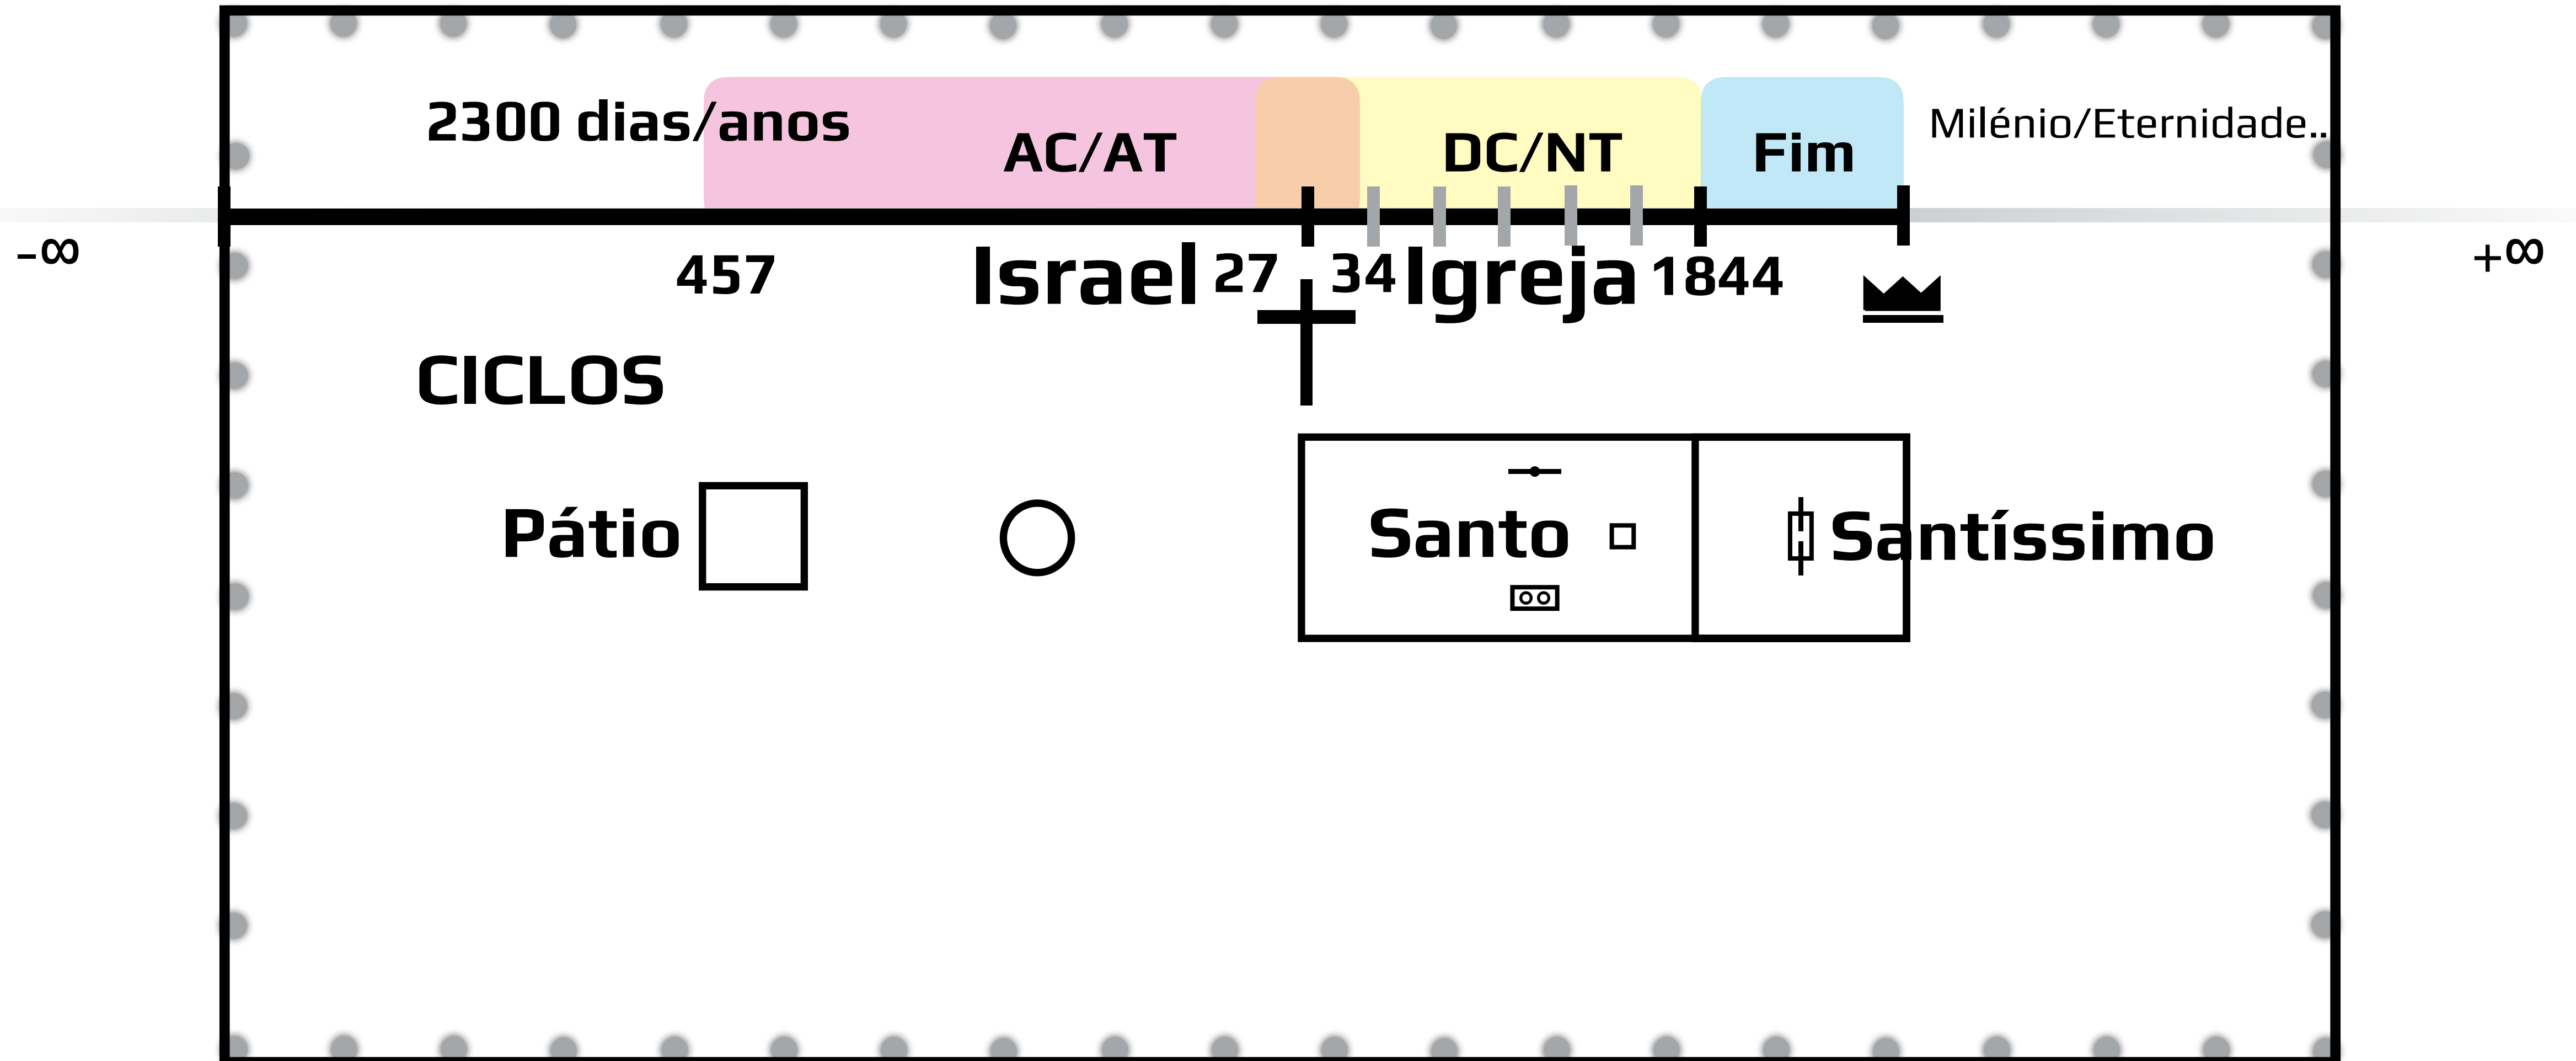 2300 dias/anos
AC/AT
DC/NT
Fim
Milénio/Eternidade..
-∞
+∞
457
Israel
27
34
Igreja
1844
CICLOS
Pátio
Santo
Santíssimo